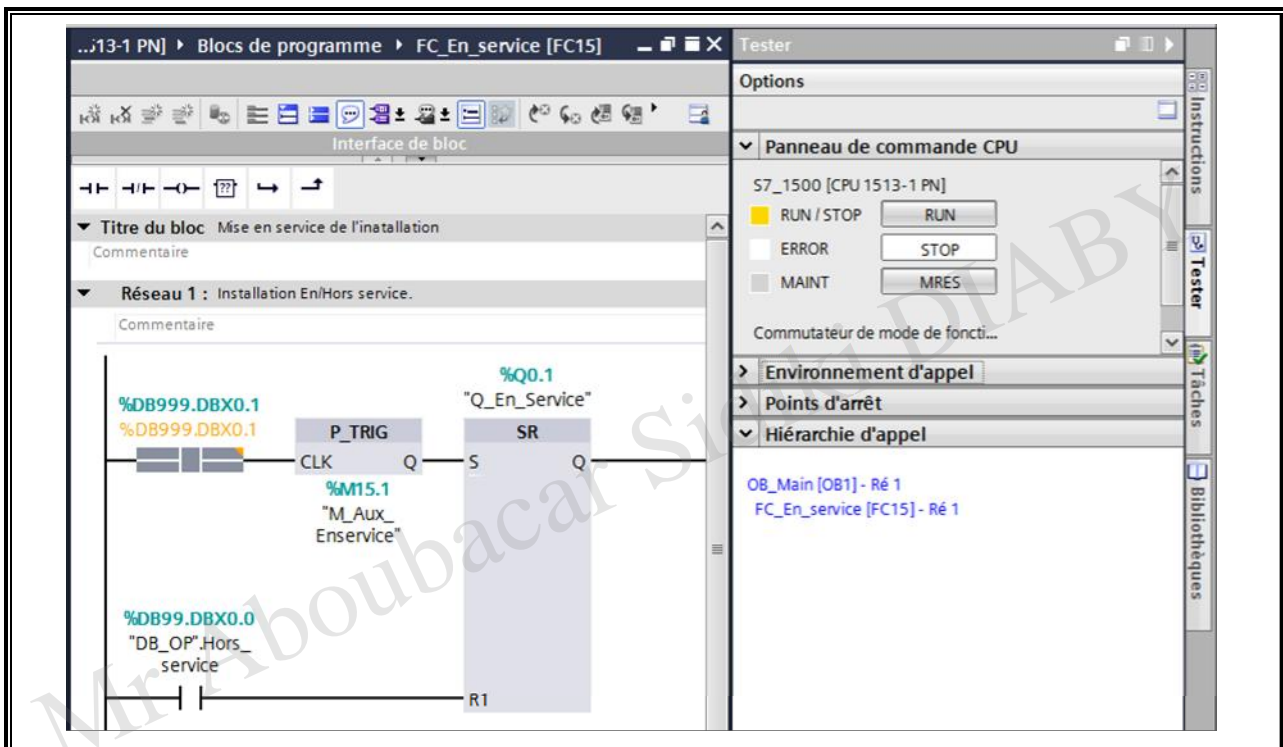 ...513-1 PN] ▸ Blocs de programme ▸ FC_En_service [FC15]
Interface de bloc
Titre du bloc Mise en service de l'inatallation
Commentaire
Réseau 1 : Installation En/Hors service.
Commentaire
%DB999.DBX0.1
%DB999.DBX0.1
P_TRIG
CLK Q
%M15.1
"M_Aux_
Enservice"
%Q0.1
"Q_En_Service"
SR
S Q
%DB99.DBX0.0
"DB_OP".Hors_
service
R1
Tester
Options
Panneau de commande CPU
S7_1500 [CPU 1513-1 PN]
RUN / STOP RUN
ERROR STOP
MAINT MRES
Commutateur de mode de foncti...
Environnement d'appel
Points d'arrêt
Hiérarchie d'appel
OB_Main [OB1] - Ré 1
FC_En_service [FC15] - Ré 1
Instructions
Tester
Tâches
Bibliothèques
Mr Aboubacar Sidiki DIABY